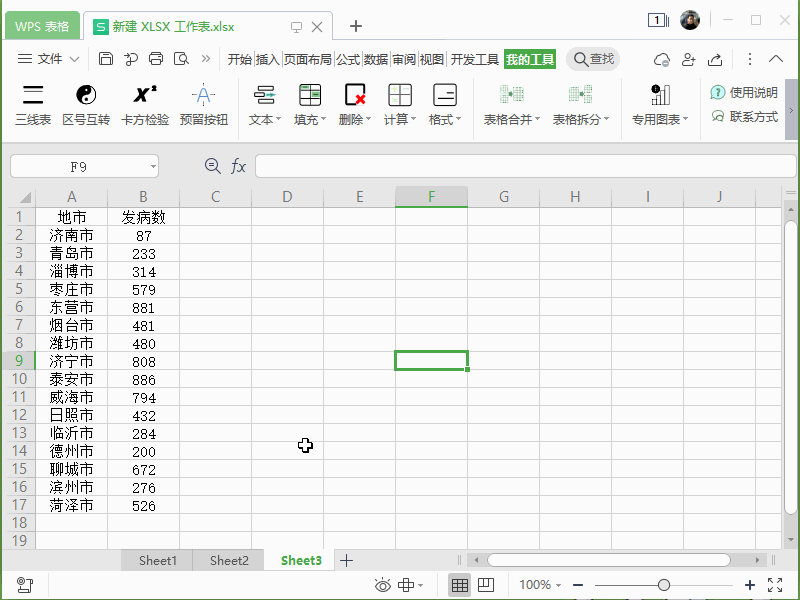 WPS 表格 新建 XLSX 工作表.xlsx 1
文件 开始 插入 页面布局 公式 数据 审阅 视图 开发工具 我的工具 查找
三线表 区号互转 卡方检验 预留按钮 文本 填充 删除 计算 格式 表格合并 表格拆分 专用图表 使用说明
联系方式
F9 fx
A B C D E F G H I J
1 地市 发病数
2 济南市 87
3 青岛市 233
4 淄博市 314
5 枣庄市 579
6 东营市 881
7 烟台市 481
8 潍坊市 480
9 济宁市 808
10 泰安市 886
11 威海市 794
12 日照市 432
13 临沂市 284
14 德州市 200
15 聊城市 672
16 滨州市 276
17 菏泽市 526
18
19
Sheet1 Sheet2 Sheet3
100%